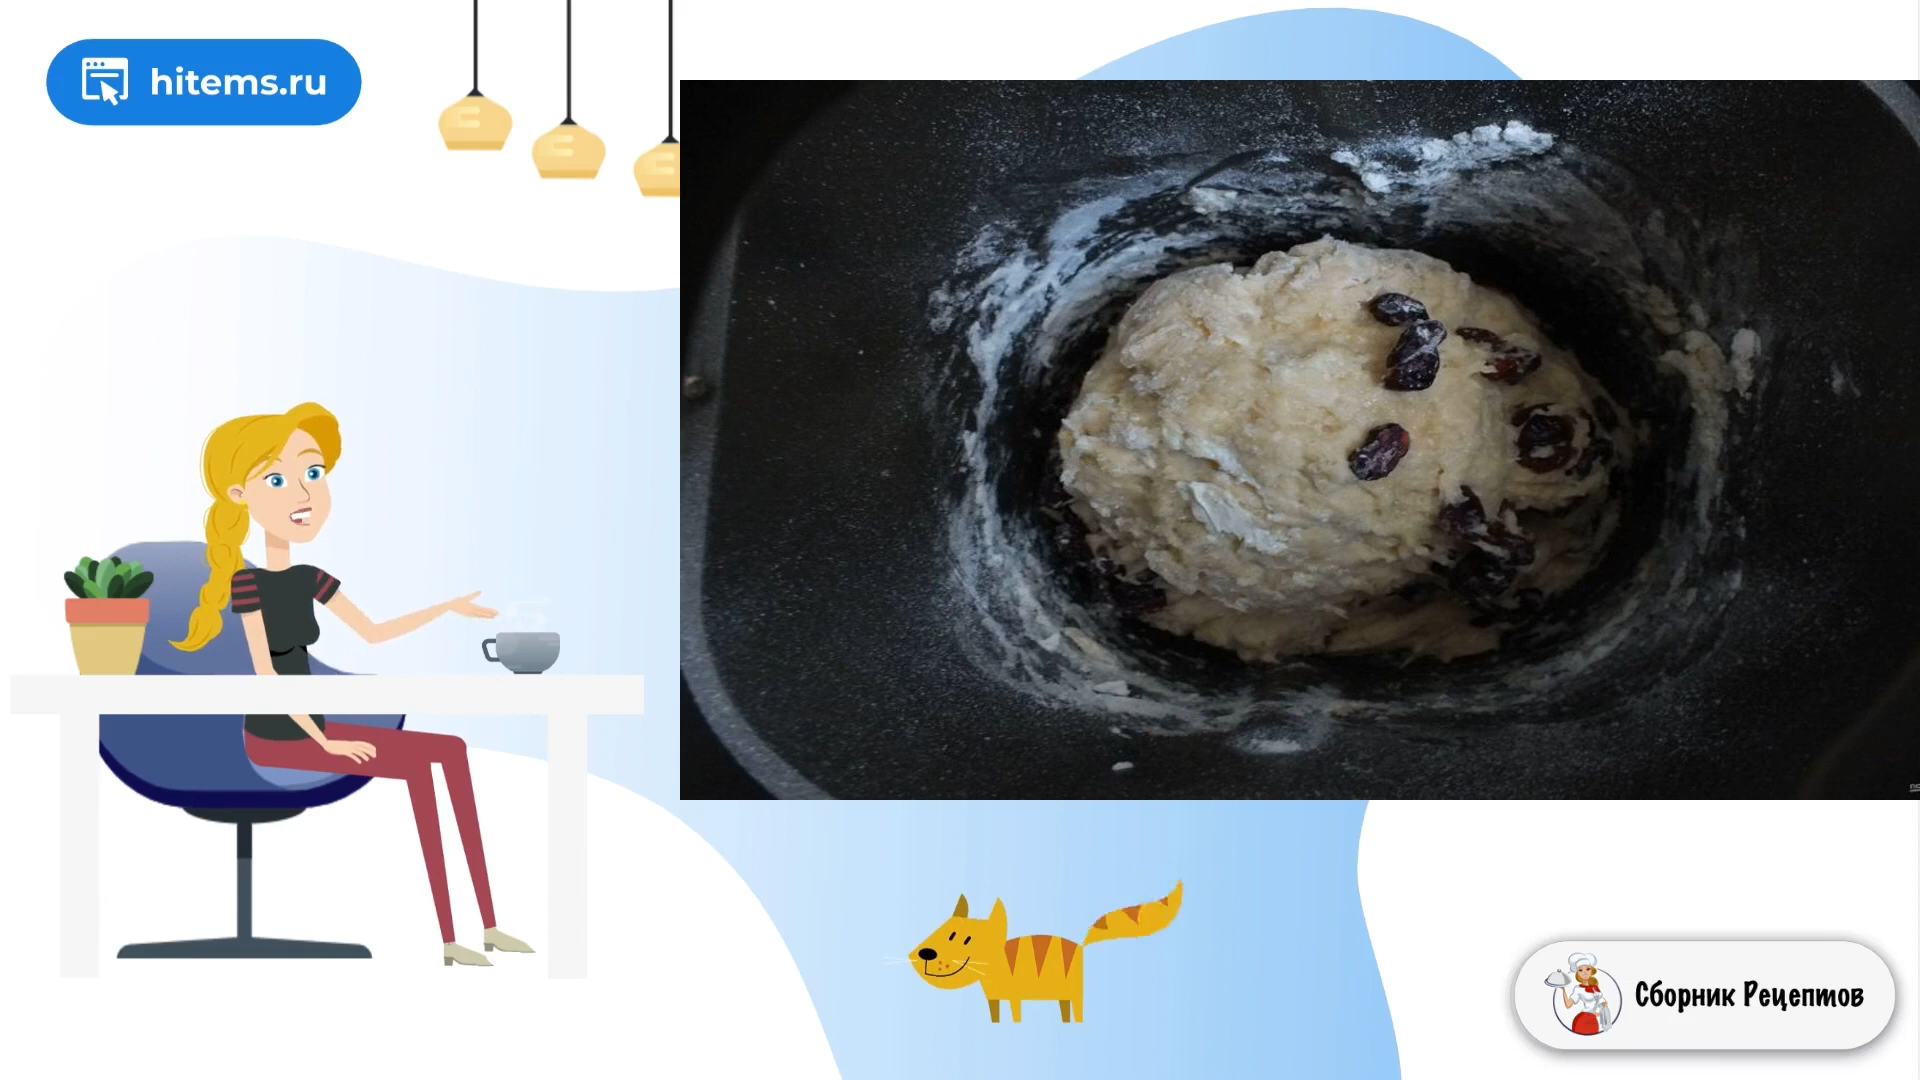 hitems.ru
Сборник Рецептов